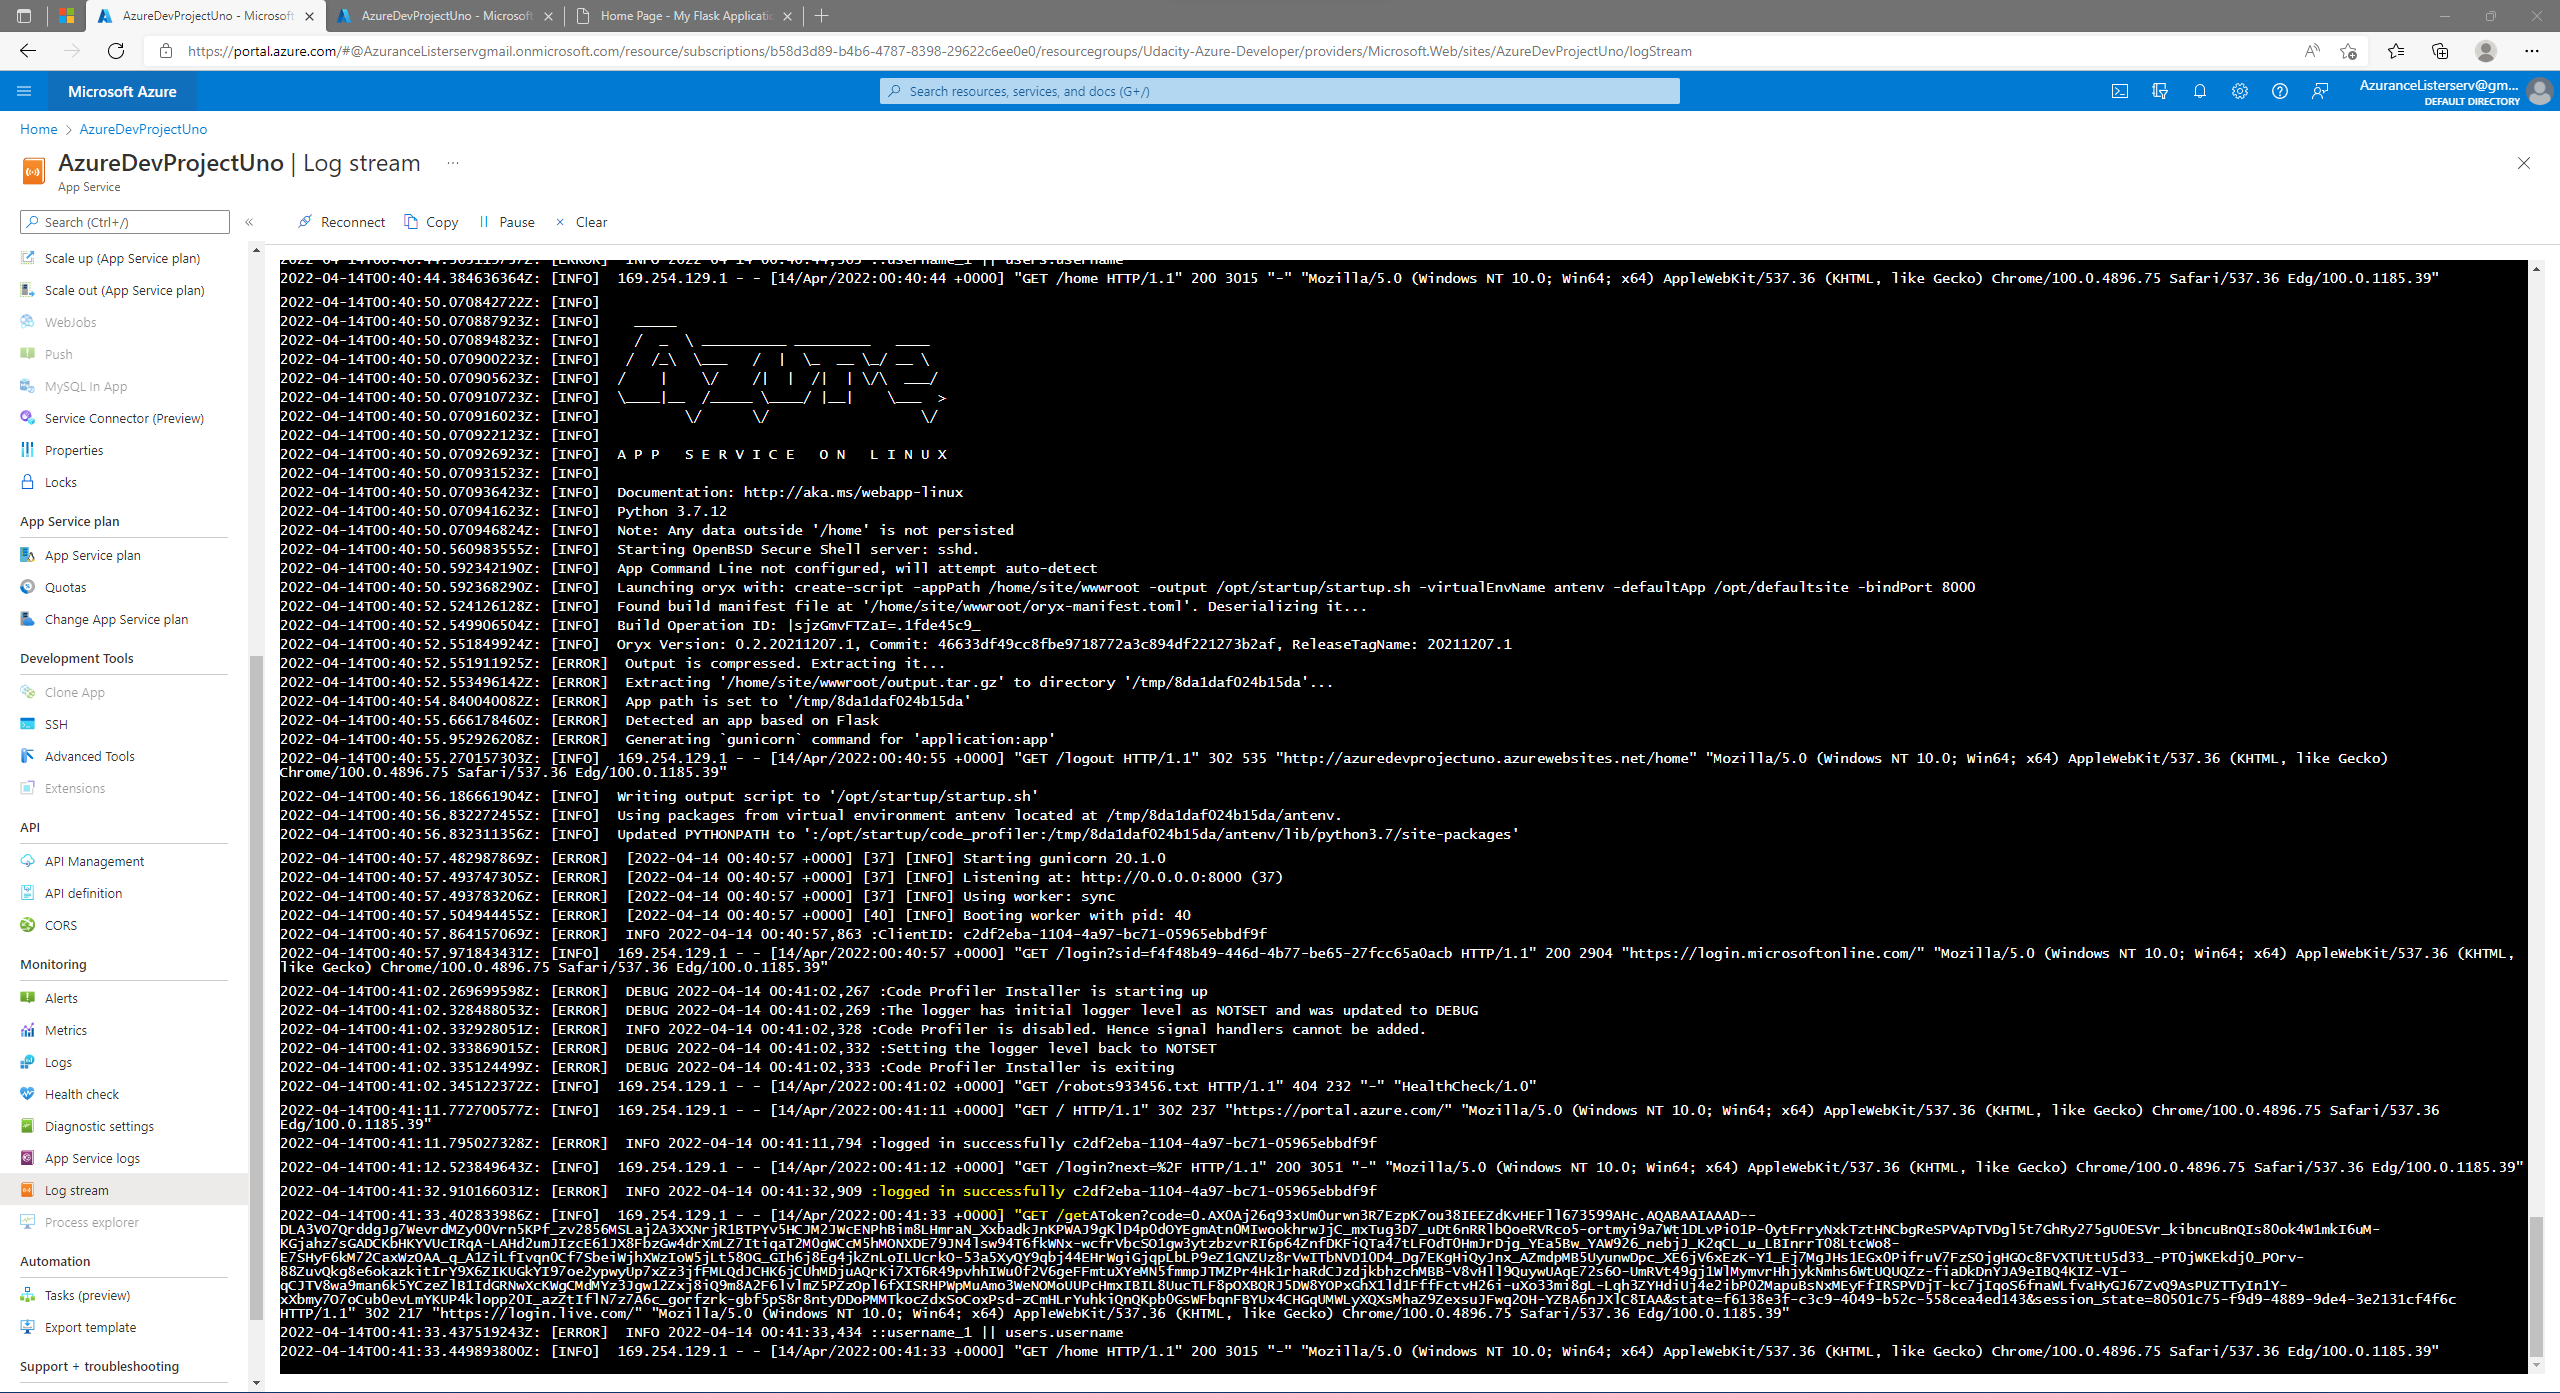 AzureDevProjectUno - Microsoft
AzureDevProjectUno - Microsoft
Home Page - My Flask Applicatio
https://portal.azure.com/#@AzuranceListerservgmail.onmicrosoft.com/resource/subscriptions/b58d3d89-b4b6-4787-8398-29622c6ee0e0/resourcegroups/Udacity-Azure-Developer/providers/Microsoft.Web/sites/AzureDevProjectUno/logStream
Microsoft Azure
Search resources, services, and docs (G+/)
AzuranceListerserv@gm...
DEFAULT DIRECTORY
Home > AzureDevProjectUno
AzureDevProjectUno | Log stream ...
App Service
Search (Ctrl+/)
«
Reconnect Copy Pause Clear
Scale up (App Service plan)
Scale out (App Service plan)
WebJobs
Push
MySQL In App
Service Connector (Preview)
Properties
Locks
App Service plan
App Service plan
Quotas
Change App Service plan
Development Tools
Clone App
SSH
Advanced Tools
Extensions
API
API Management
API definition
CORS
Monitoring
Alerts
Metrics
Logs
Health check
Diagnostic settings
App Service logs
Log stream
Process explorer
Automation
Tasks (preview)
Export template
Support + troubleshooting
2022-04-14T00:40:44.384636364Z: [INFO]  169.254.129.1 - - [14/Apr/2022:00:40:44 +0000] "GET /home HTTP/1.1" 200 3015 "-" "Mozilla/5.0 (Windows NT 10.0; Win64; x64) AppleWebKit/537.36 (KHTML, like Gecko) Chrome/100.0.4896.75 Safari/537.36 Edg/100.0.1185.39"
2022-04-14T00:40:50.070842722Z: [INFO]
2022-04-14T00:40:50.070887923Z: [INFO]    _____
2022-04-14T00:40:50.070894823Z: [INFO]    /  _  \ __________ _________   ____
2022-04-14T00:40:50.070900223Z: [INFO]   /  /_\  \___   /  |  \_  __ \_/ __ \
2022-04-14T00:40:50.070905623Z: [INFO]  /    |    \/    /|  |  /|  | \/\  ___/
2022-04-14T00:40:50.070910723Z: [INFO]  \____|__  /_____ \____/ |__|    \___  >
2022-04-14T00:40:50.070916023Z: [INFO]          \/      \/                  \/
2022-04-14T00:40:50.070922123Z: [INFO]
2022-04-14T00:40:50.070926923Z: [INFO]  A P P   S E R V I C E   O N   L I N U X
2022-04-14T00:40:50.070931523Z: [INFO]
2022-04-14T00:40:50.070936423Z: [INFO]  Documentation: http://aka.ms/webapp-linux
2022-04-14T00:40:50.070941623Z: [INFO]  Python 3.7.12
2022-04-14T00:40:50.070946824Z: [INFO]  Note: Any data outside '/home' is not persisted
2022-04-14T00:40:50.560983555Z: [INFO]  Starting OpenBSD Secure Shell server: sshd.
2022-04-14T00:40:50.592342190Z: [INFO]  App Command Line not configured, will attempt auto-detect
2022-04-14T00:40:50.592368290Z: [INFO]  Launching oryx with: create-script -appPath /home/site/wwwroot -output /opt/startup/startup.sh -virtualEnvName antenv -defaultApp /opt/defaultsite -bindPort 8000
2022-04-14T00:40:52.524126128Z: [INFO]  Found build manifest file at '/home/site/wwwroot/oryx-manifest.toml'. Deserializing it...
2022-04-14T00:40:52.549906504Z: [INFO]  Build Operation ID: |sjzGmvFTZaI=.1fde45c9_
2022-04-14T00:40:52.551849924Z: [INFO]  Oryx Version: 0.2.20211207.1, Commit: 46633df49cc8fbe9718772a3c894df221273b2af, ReleaseTagName: 20211207.1
2022-04-14T00:40:52.551911925Z: [ERROR]  Output is compressed. Extracting it...
2022-04-14T00:40:52.553496142Z: [ERROR]  Extracting '/home/site/wwwroot/output.tar.gz' to directory '/tmp/8da1daf024b15da'...
2022-04-14T00:40:54.840040082Z: [ERROR]  App path is set to '/tmp/8da1daf024b15da'
2022-04-14T00:40:55.666178460Z: [ERROR]  Detected an app based on Flask
2022-04-14T00:40:55.952926208Z: [ERROR]  Generating `gunicorn` command for 'application:app'
2022-04-14T00:40:55.270157303Z: [INFO]  169.254.129.1 - - [14/Apr/2022:00:40:55 +0000] "GET /logout HTTP/1.1" 302 535 "http://azuredevprojectuno.azurewebsites.net/home" "Mozilla/5.0 (Windows NT 10.0; Win64; x64) AppleWebKit/537.36 (KHTML, like Gecko)
Chrome/100.0.4896.75 Safari/537.36 Edg/100.0.1185.39"
2022-04-14T00:40:56.186661904Z: [INFO]  Writing output script to '/opt/startup/startup.sh'
2022-04-14T00:40:56.832272455Z: [INFO]  Using packages from virtual environment antenv located at /tmp/8da1daf024b15da/antenv.
2022-04-14T00:40:56.832311356Z: [INFO]  Updated PYTHONPATH to ':/opt/startup/code_profiler:/tmp/8da1daf024b15da/antenv/lib/python3.7/site-packages'
2022-04-14T00:40:57.482987869Z: [ERROR]  [2022-04-14 00:40:57 +0000] [37] [INFO] Starting gunicorn 20.1.0
2022-04-14T00:40:57.493747305Z: [ERROR]  [2022-04-14 00:40:57 +0000] [37] [INFO] Listening at: http://0.0.0.0:8000 (37)
2022-04-14T00:40:57.493783206Z: [ERROR]  [2022-04-14 00:40:57 +0000] [37] [INFO] Using worker: sync
2022-04-14T00:40:57.504944455Z: [ERROR]  [2022-04-14 00:40:57 +0000] [40] [INFO] Booting worker with pid: 40
2022-04-14T00:40:57.864157069Z: [ERROR]  INFO 2022-04-14 00:40:57,863 :ClientID: c2df2eba-1104-4a97-bc71-05965ebbdf9f
2022-04-14T00:40:57.971843431Z: [INFO]  169.254.129.1 - - [14/Apr/2022:00:40:57 +0000] "GET /login?sid=f4f48b49-446d-4b77-be65-27fcc65a0acb HTTP/1.1" 200 2904 "https://login.microsoftonline.com/" "Mozilla/5.0 (Windows NT 10.0; Win64; x64) AppleWebKit/537.36 (KHTML,
like Gecko) Chrome/100.0.4896.75 Safari/537.36 Edg/100.0.1185.39"
2022-04-14T00:41:02.269699598Z: [ERROR]  DEBUG 2022-04-14 00:41:02,267 :Code Profiler Installer is starting up
2022-04-14T00:41:02.328488053Z: [ERROR]  DEBUG 2022-04-14 00:41:02,269 :The logger has initial logger level as NOTSET and was updated to DEBUG
2022-04-14T00:41:02.332928051Z: [ERROR]  INFO 2022-04-14 00:41:02,328 :Code Profiler is disabled. Hence signal handlers cannot be added.
2022-04-14T00:41:02.333869015Z: [ERROR]  DEBUG 2022-04-14 00:41:02,332 :Setting the logger level back to NOTSET
2022-04-14T00:41:02.335124499Z: [ERROR]  DEBUG 2022-04-14 00:41:02,333 :Code Profiler Installer is exiting
2022-04-14T00:41:02.345122372Z: [INFO]  169.254.129.1 - - [14/Apr/2022:00:41:02 +0000] "GET /robots933456.txt HTTP/1.1" 404 232 "-" "HealthCheck/1.0"
2022-04-14T00:41:11.772700577Z: [INFO]  169.254.129.1 - - [14/Apr/2022:00:41:11 +0000] "GET / HTTP/1.1" 302 237 "https://portal.azure.com/" "Mozilla/5.0 (Windows NT 10.0; Win64; x64) AppleWebKit/537.36 (KHTML, like Gecko) Chrome/100.0.4896.75 Safari/537.36
Edg/100.0.1185.39"
2022-04-14T00:41:11.795027328Z: [ERROR]  INFO 2022-04-14 00:41:11,794 :logged in successfully c2df2eba-1104-4a97-bc71-05965ebbdf9f
2022-04-14T00:41:12.523849643Z: [INFO]  169.254.129.1 - - [14/Apr/2022:00:41:12 +0000] "GET /login?next=%2F HTTP/1.1" 200 3051 "-" "Mozilla/5.0 (Windows NT 10.0; Win64; x64) AppleWebKit/537.36 (KHTML, like Gecko) Chrome/100.0.4896.75 Safari/537.36 Edg/100.0.1185.39"
2022-04-14T00:41:32.910166031Z: [ERROR]  INFO 2022-04-14 00:41:32,909 :logged in successfully c2df2eba-1104-4a97-bc71-05965ebbdf9f
2022-04-14T00:41:33.402833986Z: [INFO]  169.254.129.1 - - [14/Apr/2022:00:41:33 +0000] "GET
HTTP/1.1" 302 217 "https://login.live.com/" "Mozilla/5.0 (Windows NT 10.0; Win64; x64) AppleWebKit/537.36 (KHTML, like Gecko) Chrome/100.0.4896.75 Safari/537.36 Edg/100.0.1185.39"
2022-04-14T00:41:33.437519243Z: [ERROR]  INFO 2022-04-14 00:41:33,434 ::username_1 || users.username
2022-04-14T00:41:33.449893800Z: [INFO]  169.254.129.1 - - [14/Apr/2022:00:41:33 +0000] "GET /home HTTP/1.1" 200 3015 "-" "Mozilla/5.0 (Windows NT 10.0; Win64; x64) AppleWebKit/537.36 (KHTML, like Gecko) Chrome/100.0.4896.75 Safari/537.36 Edg/100.0.1185.39"